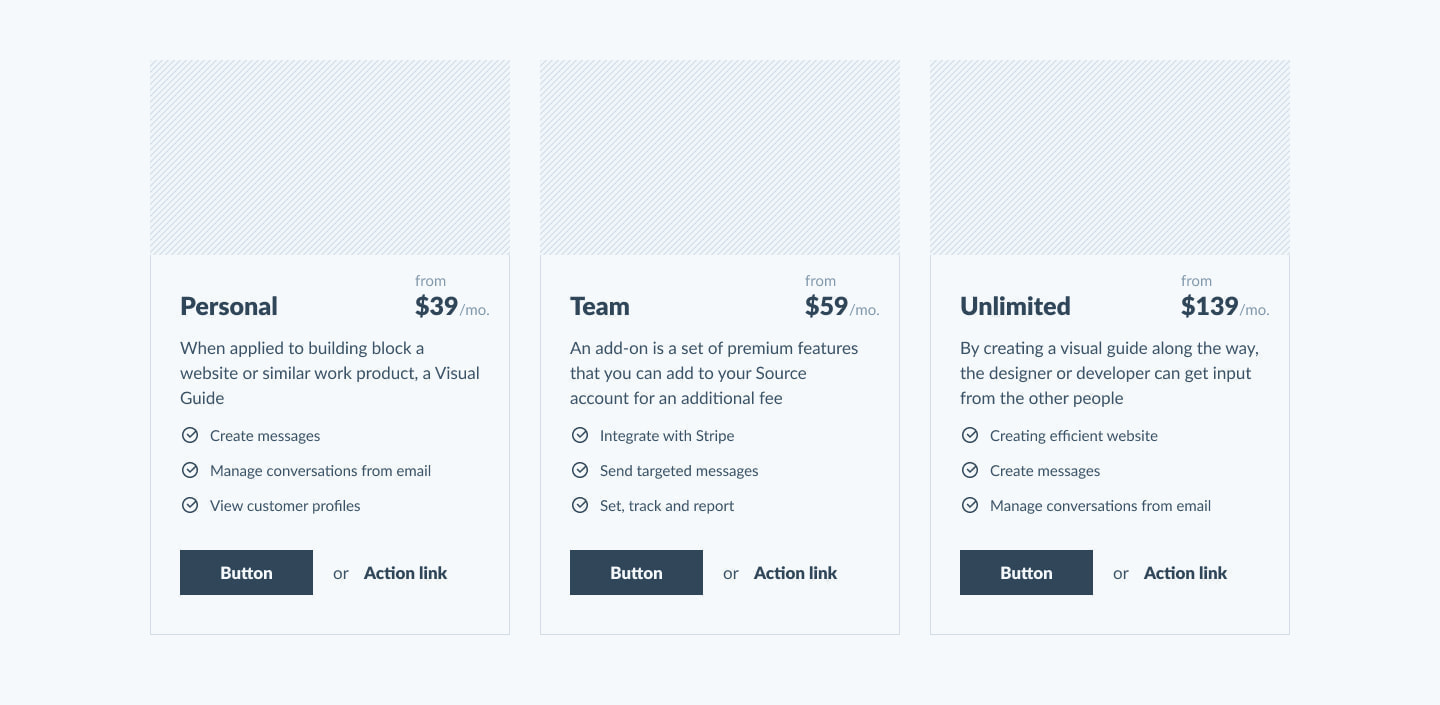 from
Personal $39/mo.
When applied to building block a
website or similar work product, a Visual
Guide
Create messages
Manage conversations from email
View customer profiles
Button or Action link
from
Team $59/mo.
An add-on is a set of premium features
that you can add to your Source
account for an additional fee
Integrate with Stripe
Send targeted messages
Set, track and report
Button or Action link
from
Unlimited $139/mo.
By creating a visual guide along the way,
the designer or developer can get input
from the other people
Creating efficient website
Create messages
Manage conversations from email
Button or Action link